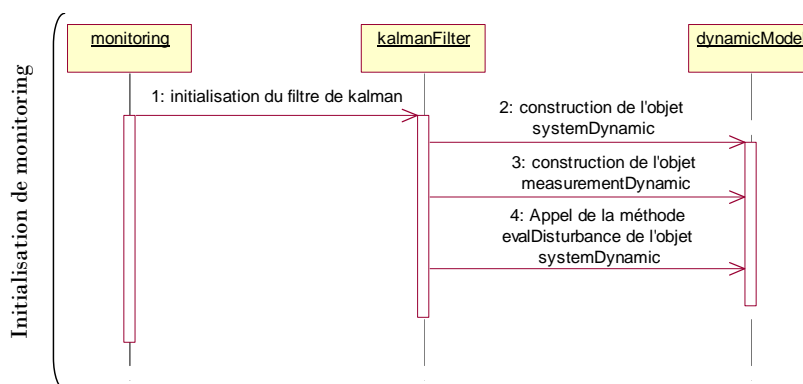 monitoring
kalmanFilter
dynamicModel
Initialisation de monitoring
1: initialisation du filtre de kalman
2: construction de l'objet
systemDynamic
3: construction de l'objet
measurementDynamic
4: Appel de la méthode
evalDisturbance de l'objet
systemDynamic